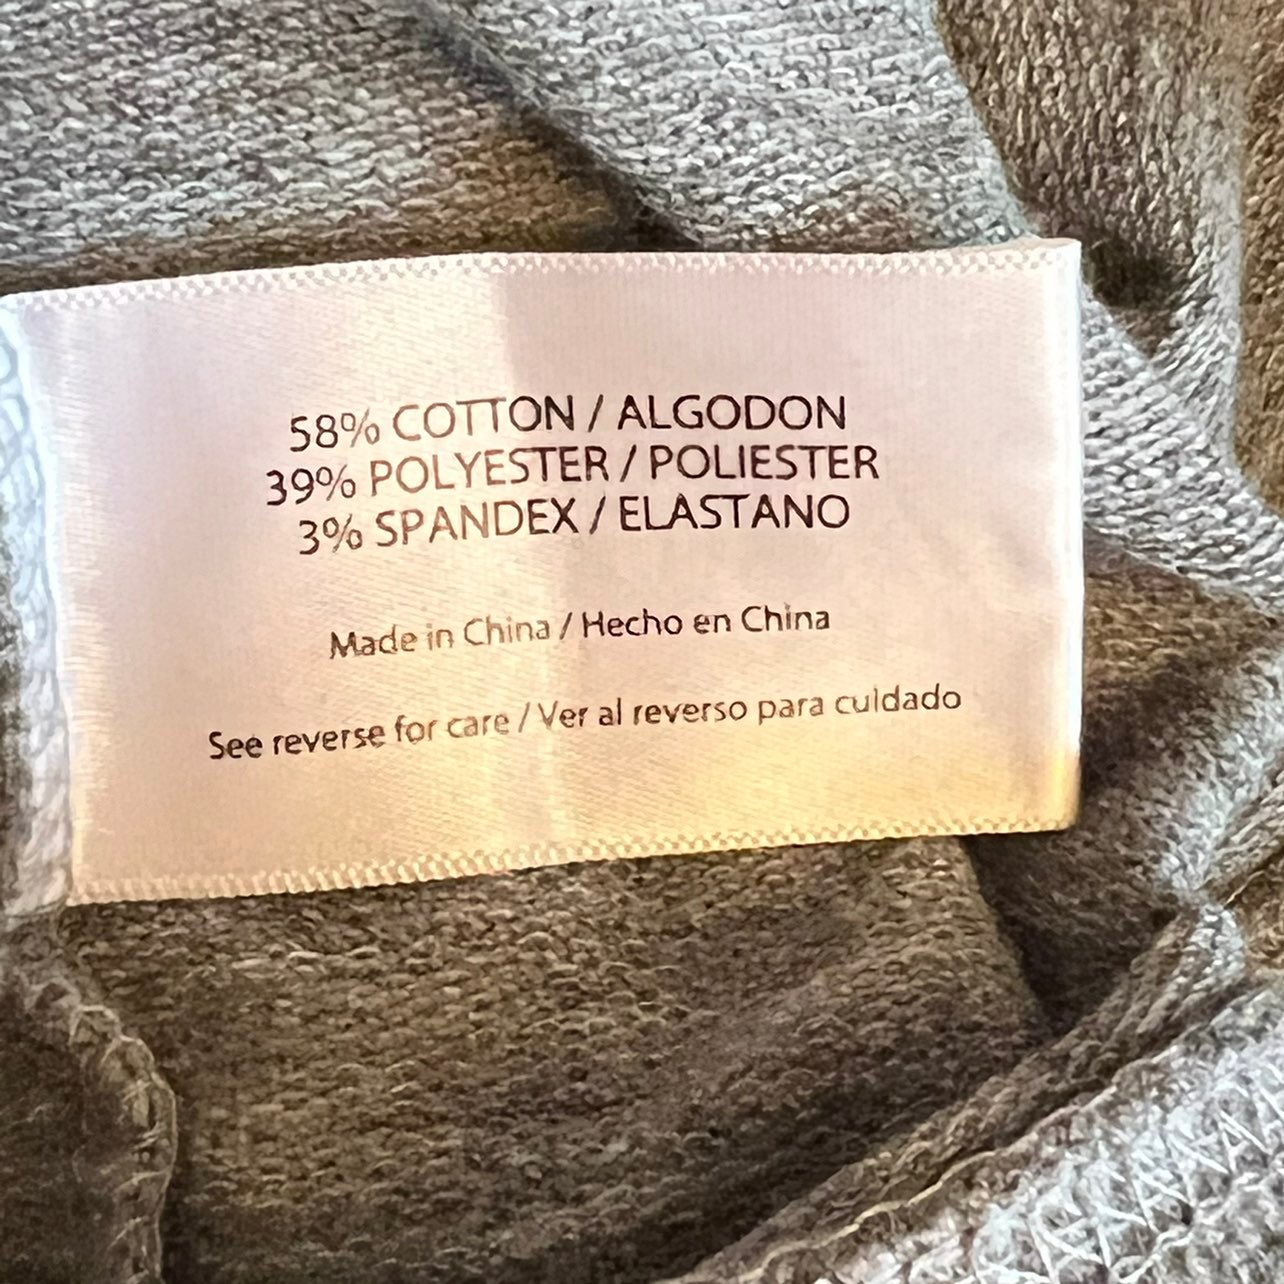 58% COTTON / ALGODON
39% POLYESTER / POLIESTER
3% SPANDEX / ELASTANO
Made in China / Hecho en China
See reverse for care / Ver al reverso para cuidado